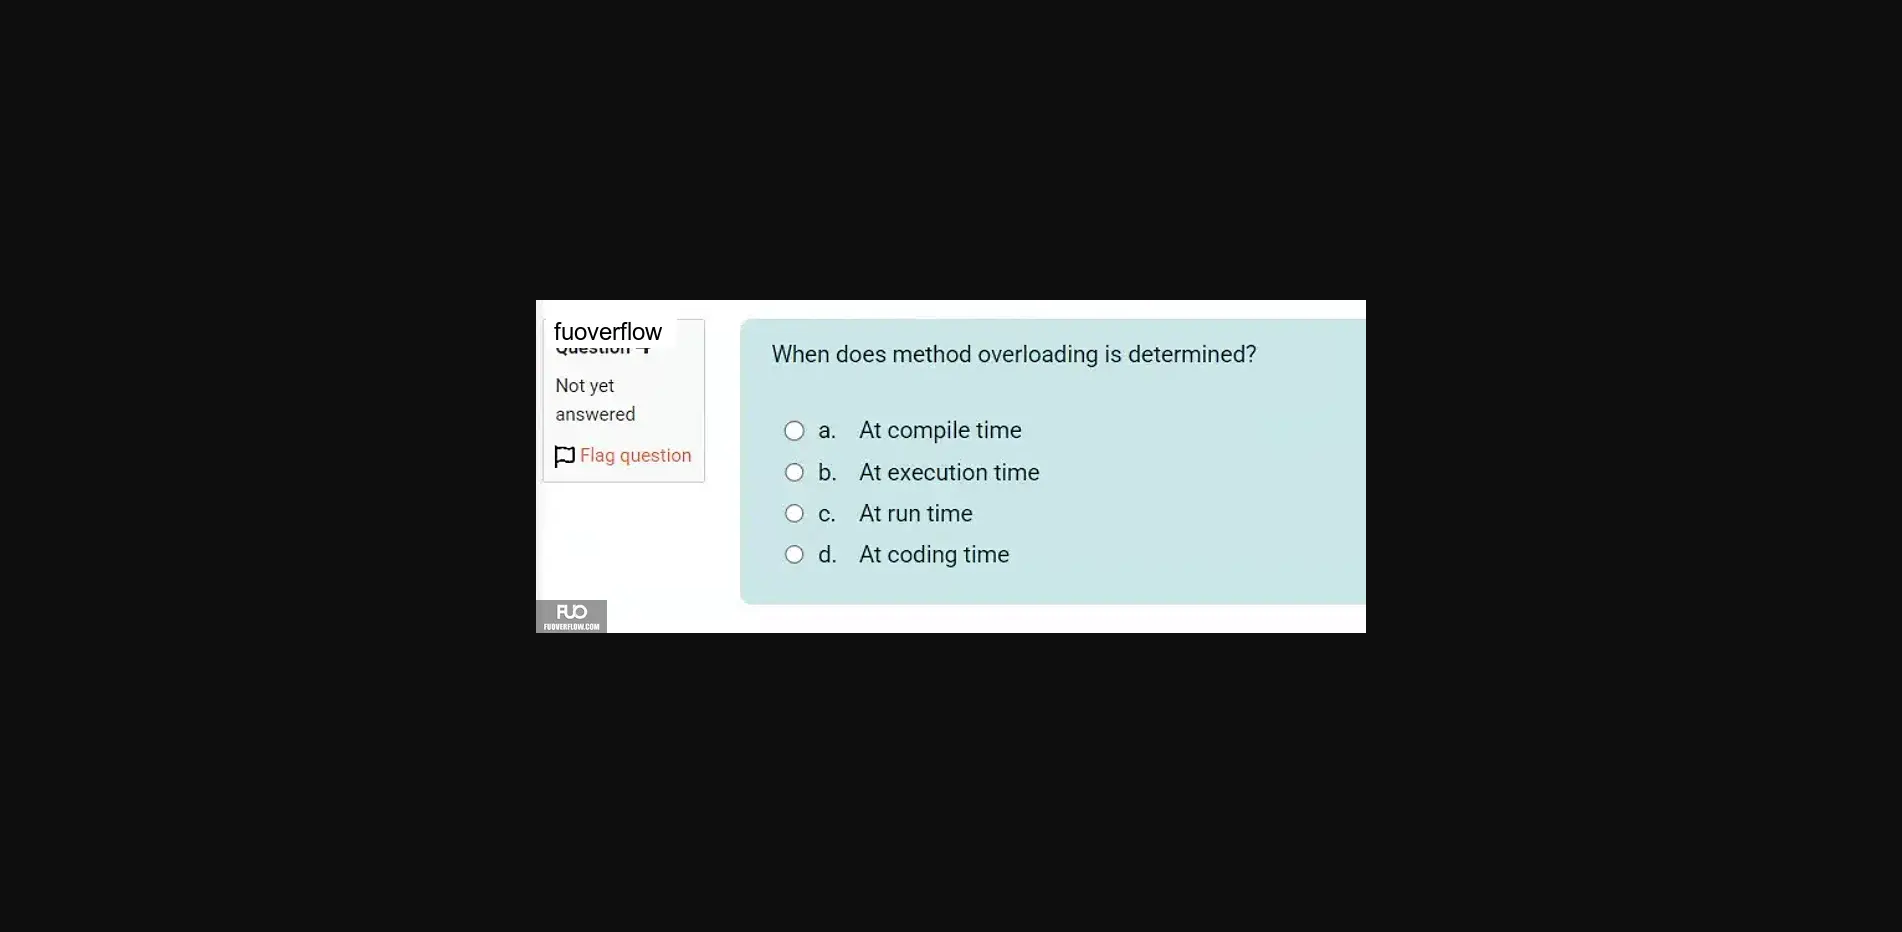 fuoverflow
Question 4
Not yet
answered
Flag question
When does method overloading is determined?
a. At compile time
b. At execution time
c. At run time
d. At coding time
FUO
FUOVERFLOW.COM